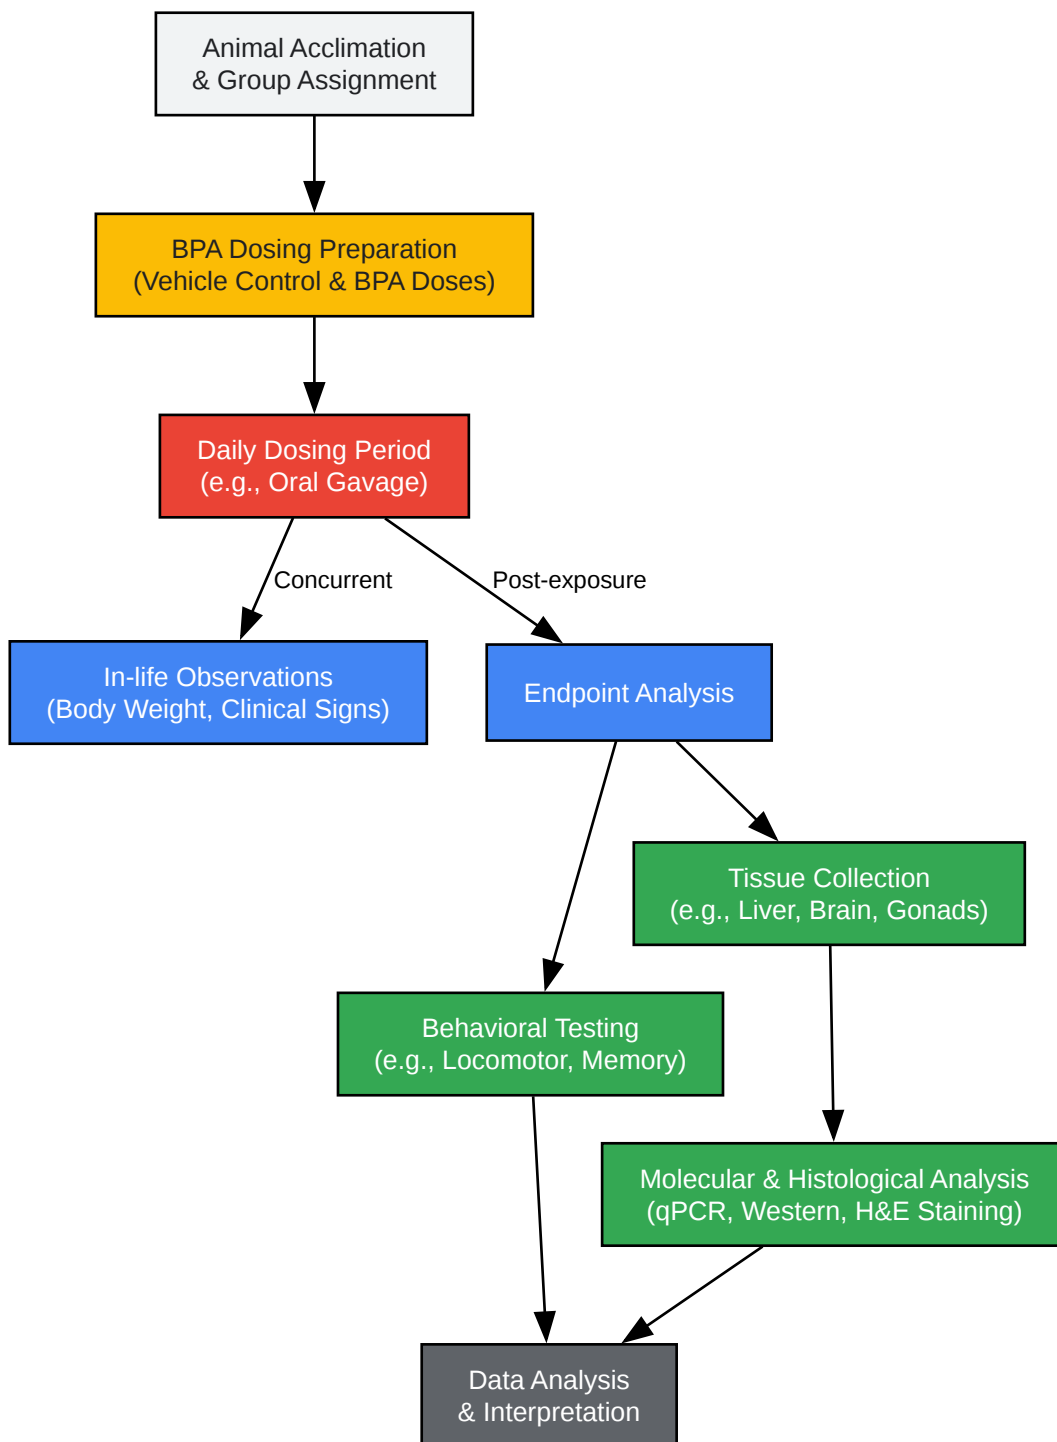 Animal Acclimation
& Group Assignment
BPA Dosing Preparation
(Vehicle Control & BPA Doses)
Daily Dosing Period
(e.g., Oral Gavage)
Concurrent
Post-exposure
In-life Observations
(Body Weight, Clinical Signs)
Endpoint Analysis
Tissue Collection
(e.g., Liver, Brain, Gonads)
Behavioral Testing
(e.g., Locomotor, Memory)
Molecular & Histological Analysis
(qPCR, Western, H&E Staining)
Data Analysis
& Interpretation